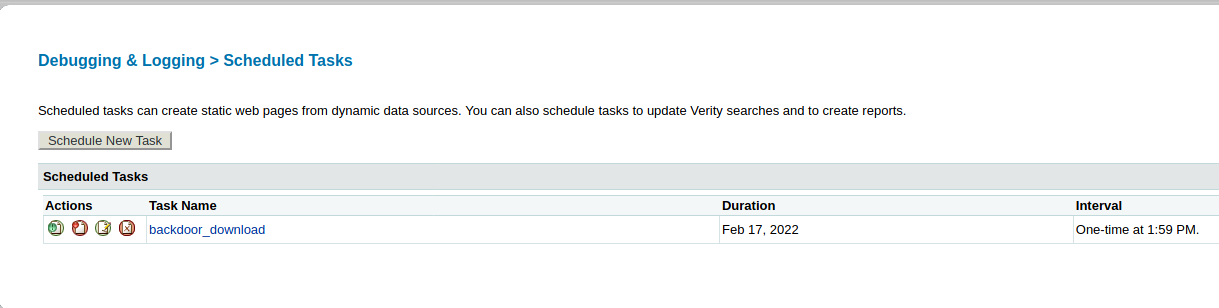 Debugging & Logging > Scheduled Tasks
Scheduled tasks can create static web pages from dynamic data sources. You can also schedule tasks to update Verity searches and to create reports.
Schedule New Task
Scheduled Tasks
Actions Task Name Duration Interval
backdoor_download Feb 17, 2022 One-time at 1:59 PM.